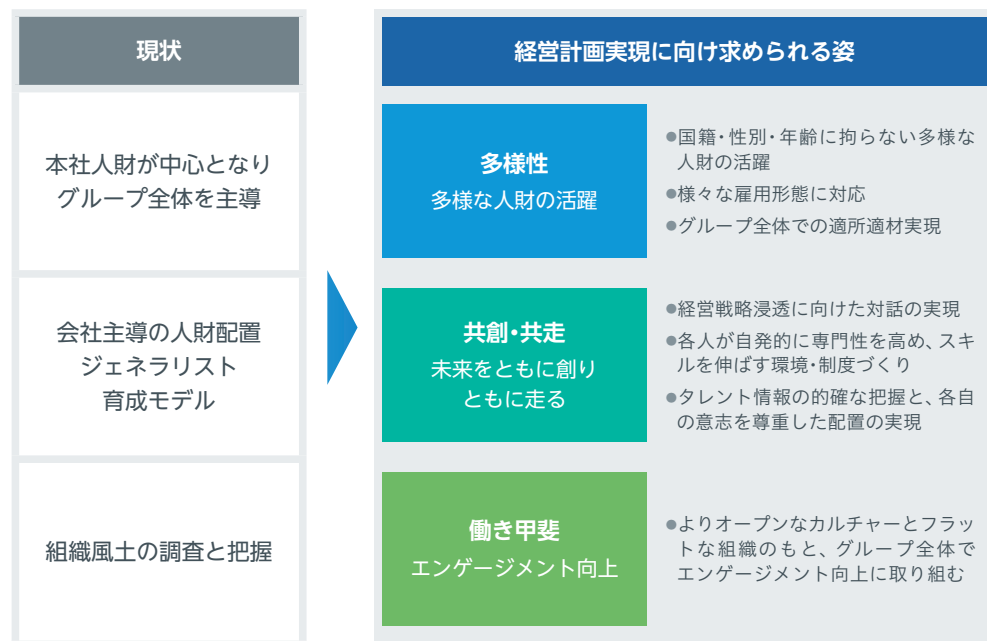 現状
本社人財が中心となり
グループ全体を主導
会社主導の人財配置
ジェネラリスト
育成モデル
組織風土の調査と把握
経営計画実現に向け求められる姿
多様性
多様な人財の活躍
●国籍・性別・年齢に拘らない多様な
人財の活躍
●様々な雇用形態に対応
●グループ全体での適所適材実現
共創・共走
未来をともに創り
ともに走る
●経営戦略浸透に向けた対話の実現
●各人が自発的に専門性を高め、スキ
ルを伸ばす環境・制度づくり
●タレント情報の的確な把握と、各自
の意志を尊重した配置の実現
働き甲斐
エンゲージメント向上
●よりオープンなカルチャーとフラッ
トな組織のもと、グループ全体で
エンゲージメント向上に取り組む